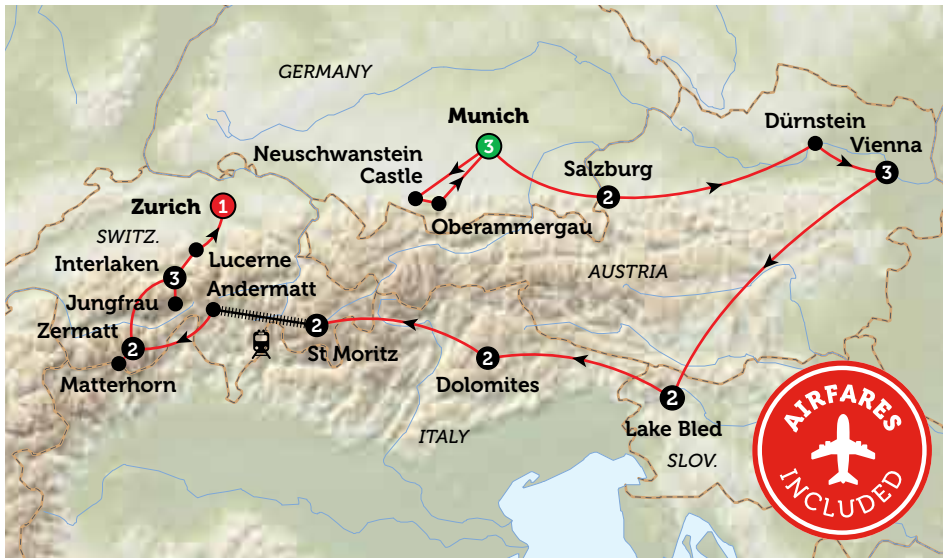 GERMANY
Munich
3
Neuschwanstein
Castle
Oberammergau
Salzburg
2
Dürnstein
Vienna
3
Zurich
1
SWITZ.
Lucerne
Interlaken
3
Jungfrau
Andermatt
Zermatt
2
Matterhorn
2
St Moritz
AUSTRIA
2
Dolomites
ITALY
2
Lake Bled
SLOV.
AIRFARES
INCLUDED